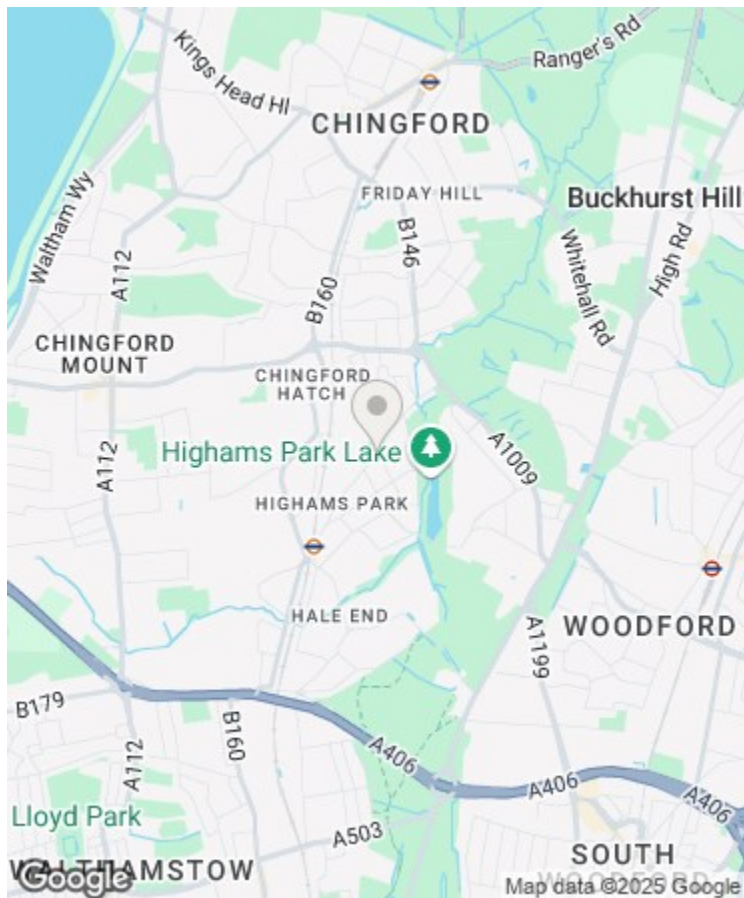 Ranger's Rd
Kings Head Hl
CHINGFORD
FRIDAY HILL
Buckhurst Hill
Waltham Wy
B146
Whitehall Rd
High Rd
A112
B160
CHINGFORD
MOUNT
CHINGFORD
HATCH
A112
Highams Park Lake
A1009
HIGHAMS PARK
HALE END
A1199
WOODFORD
B179
A112
B160
A406
A406
A406
Lloyd Park
A503
WALTHAMSTOW
SOUTH
WOODFORD
Google
Map data ©2025 Google